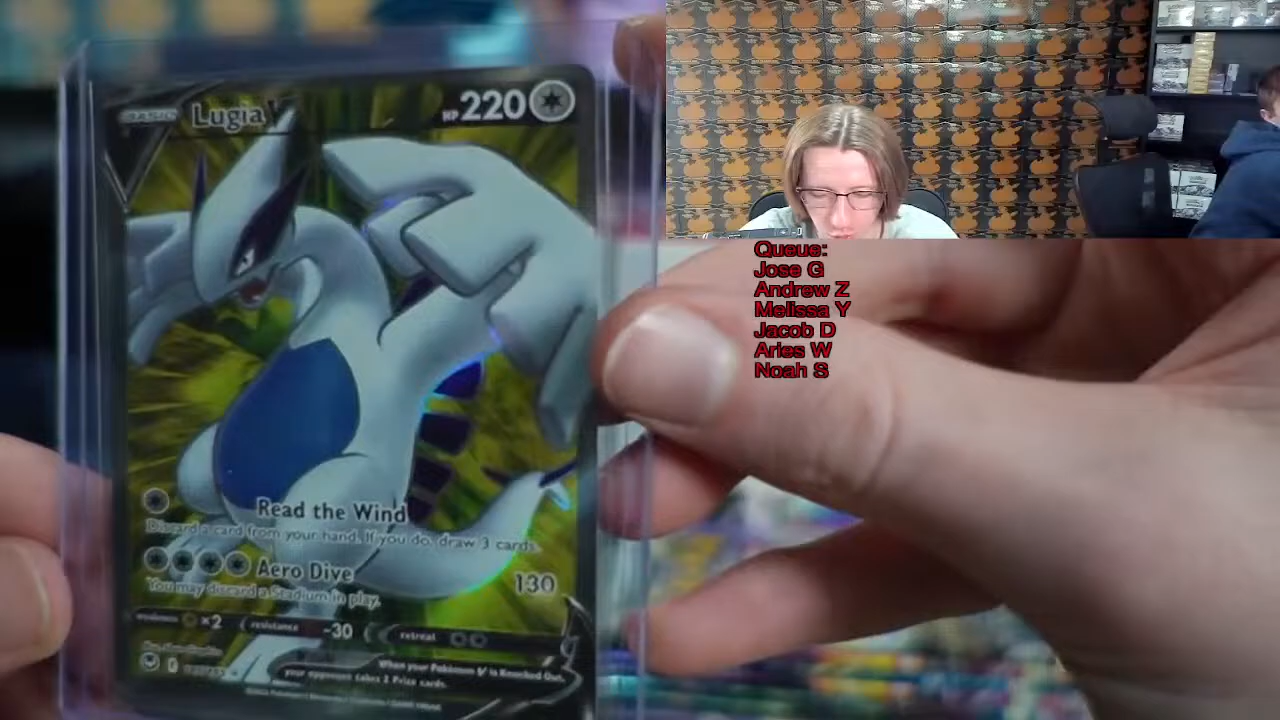 BASIC Lugia V HP 220
Queue:
Jose G
Andrew Z
Melissa Y
Jacob D
Aries W
Noah S
Read the Wind
Discard a card from your hand. If you do, draw 3 cards.
Aero Dive 130
You may discard a Stadium in play.
weakness ×2 resistance -30 retreat
When your Pokémon V is Knocked Out,
your opponent takes 2 Prize cards.